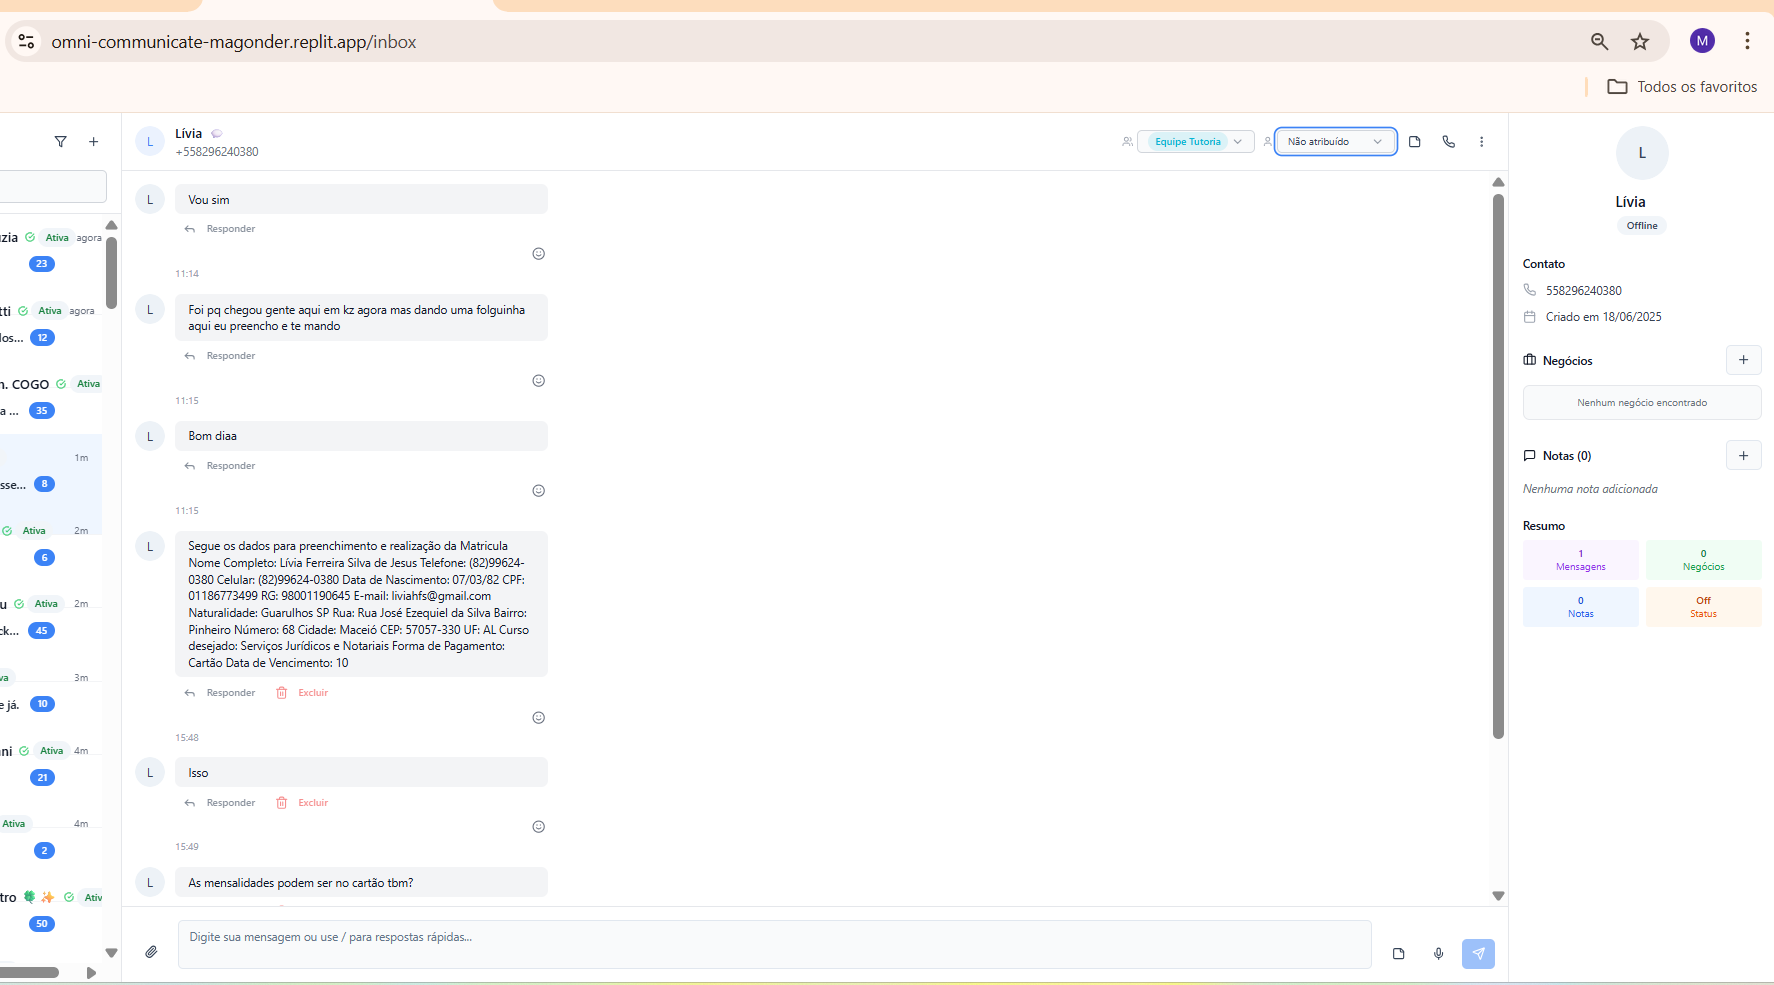 omni-communicate-magonder.replit.app/inbox
M
Todos os favoritos
zia Ativa agora
23
tti Ativa agora
los... 12
n. COGO Ativa
a ... 35
1m
sse... 8
Ativa 2m
6
u Ativa 2m
ck... 45
va 3m
e já. 10
ani Ativa 4m
21
Ativa 4m
2
tro Ativ
50
L
Lívia
+558296240380
Equipe Tutoria
Não atribuído
L
Vou sim
Responder
11:14
L
Foi pq chegou gente aqui em kz agora mas dando uma folguinha
aqui eu preencho e te mando
Responder
11:15
L
Bom diaa
Responder
11:15
L
Segue os dados para preenchimento e realização da Matricula
Nome Completo: Lívia Ferreira Silva de Jesus Telefone: (82)99624-
0380 Celular: (82)99624-0380 Data de Nascimento: 07/03/82 CPF:
01186773499 RG: 98001190645 E-mail: liviahfs@gmail.com
Naturalidade: Guarulhos SP Rua: Rua José Ezequiel da Silva Bairro:
Pinheiro Número: 68 Cidade: Maceió CEP: 57057-330 UF: AL Curso
desejado: Serviços Jurídicos e Notariais Forma de Pagamento:
Cartão Data de Vencimento: 10
Responder Excluir
15:48
L
Isso
Responder Excluir
15:49
L
As mensalidades podem ser no cartão tbm?
Digite sua mensagem ou use / para respostas rápidas...
L
Lívia
Offline
Contato
558296240380
Criado em 18/06/2025
Negócios
+
Nenhum negócio encontrado
Notas (0)
+
Nenhuma nota adicionada
Resumo
1
Mensagens
0
Negócios
0
Notas
Off
Status